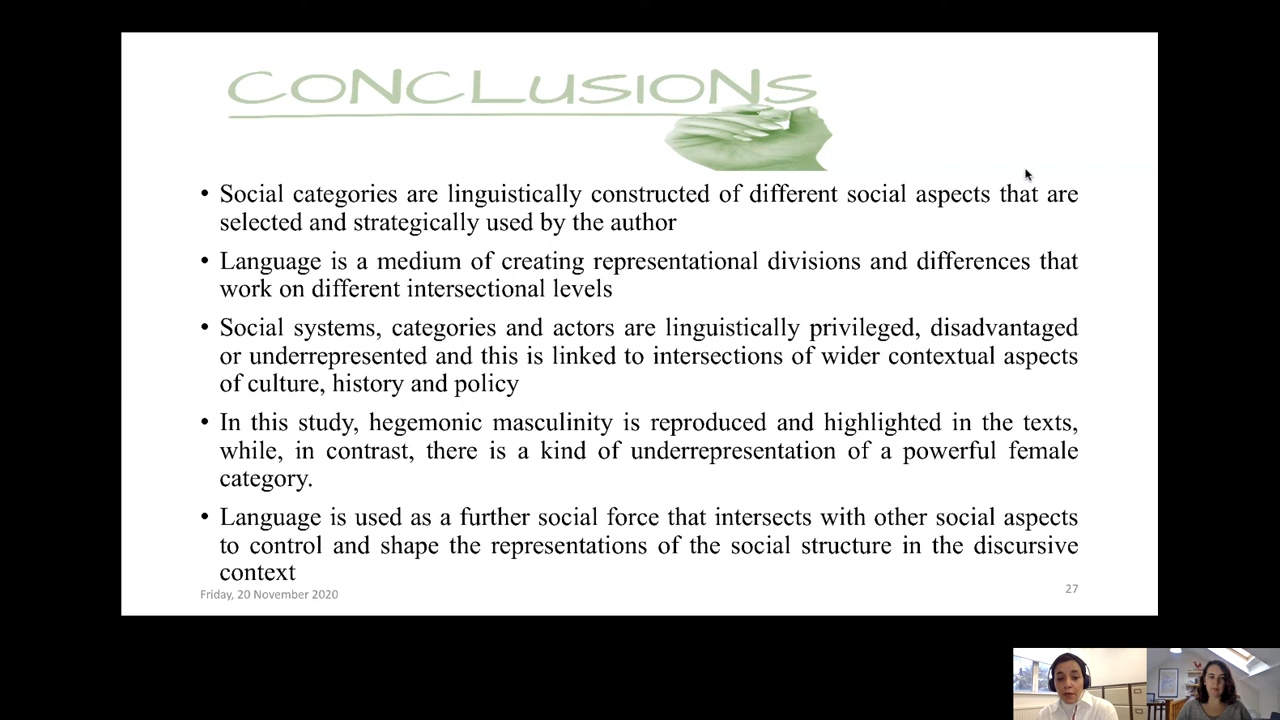 CONCLUSIONS
• Social categories are linguistically constructed of different social aspects that are
selected and strategically used by the author
• Language is a medium of creating representational divisions and differences that
work on different intersectional levels
• Social systems, categories and actors are linguistically privileged, disadvantaged
or underrepresented and this is linked to intersections of wider contextual aspects
of culture, history and policy
• In this study, hegemonic masculinity is reproduced and highlighted in the texts,
while, in contrast, there is a kind of underrepresentation of a powerful female
category.
• Language is used as a further social force that intersects with other social aspects
to control and shape the representations of the social structure in the discursive
context
Friday, 20 November 2020
27